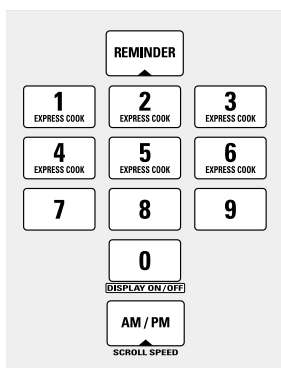 REMINDER
1 2 3
EXPRESS COOK EXPRESS COOK EXPRESS COOK
4 5 6
EXPRESS COOK EXPRESS COOK EXPRESS COOK
7 8 9
0
DISPLAY ON/OFF
AM / PM
SCROLL SPEED